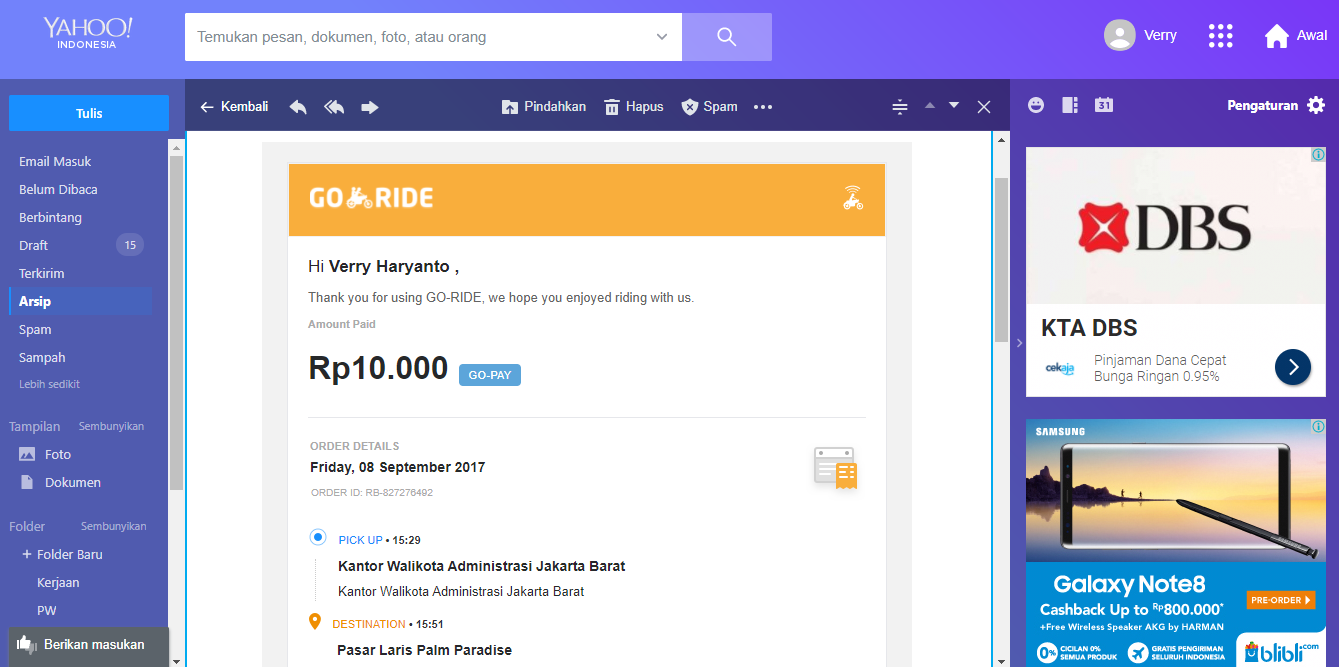 YAHOO!
INDONESIA
Temukan pesan, dokumen, foto, atau orang
Verry
Awal
Tulis
Email Masuk
Belum Dibaca
Berbintang
Draft 15
Terkirim
Arsip
Spam
Sampah
Lebih sedikit
Tampilan Sembunyikan
Foto
Dokumen
Folder Sembunyikan
+ Folder Baru
Kerjaan
PW
Berikan masukan
Kembali
Pindahkan
Hapus
Spam
GO RIDE
Hi Verry Haryanto ,
Thank you for using GO-RIDE, we hope you enjoyed riding with us.
Amount Paid
Rp10.000 GO-PAY
ORDER DETAILS
Friday, 08 September 2017
ORDER ID: RB-827276492
PICK UP • 15:29
Kantor Walikota Administrasi Jakarta Barat
Kantor Walikota Administrasi Jakarta Barat
DESTINATION • 15:51
Pasar Laris Palm Paradise
31
Pengaturan
DBS
KTA DBS
cekaja
Pinjaman Dana Cepat
Bunga Ringan 0.95%
SAMSUNG
Galaxy Note8
Cashback Up to Rp800.000*
+Free Wireless Speaker AKG by HARMAN
PRE-ORDER
0% CICILAN 0%
SEMUA PRODUK
GRATIS PENGIRIMAN
SELURUH INDONESIA
blibli.com